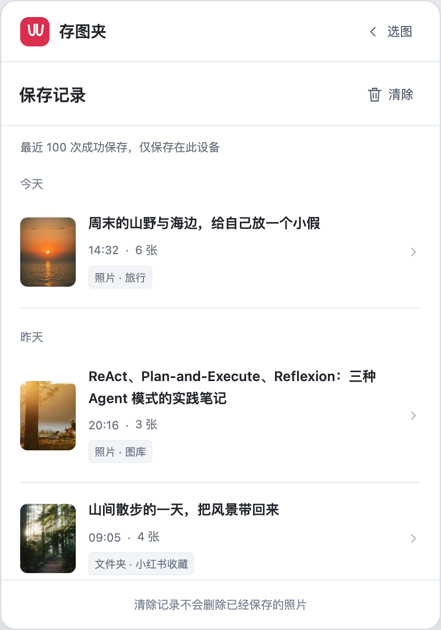 存图夹
选图
保存记录
清除
最近 100 次成功保存，仅保存在此设备
今天
周末的山野与海边，给自己放一个小假
14:32 · 6 张
照片 · 旅行
昨天
ReAct、Plan-and-Execute、Reflexion：三种
Agent 模式的实践笔记
20:16 · 3 张
照片 · 图库
山间散步的一天，把风景带回来
09:05 · 4 张
文件夹 · 小红书收藏
清除记录不会删除已经保存的照片